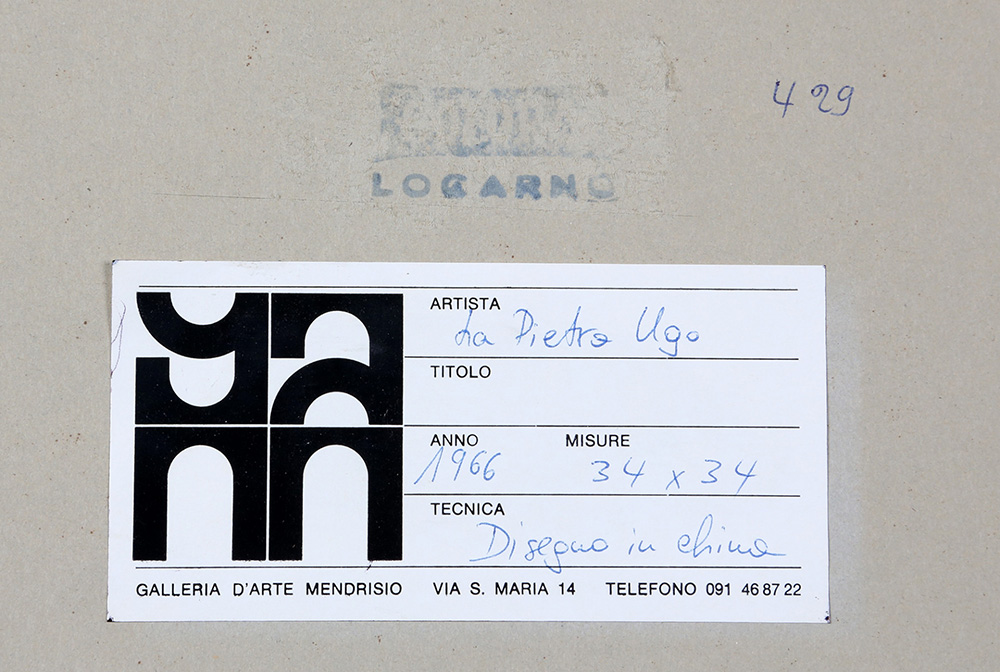 429
LOCARNO
yann
ARTISTA
La Pietra Ugo
TITOLO
ANNO MISURE
1966 34 x 34
TECNICA
Disegno in china
GALLERIA D'ARTE MENDRISIO VIA S. MARIA 14 TELEFONO 091 46 87 22